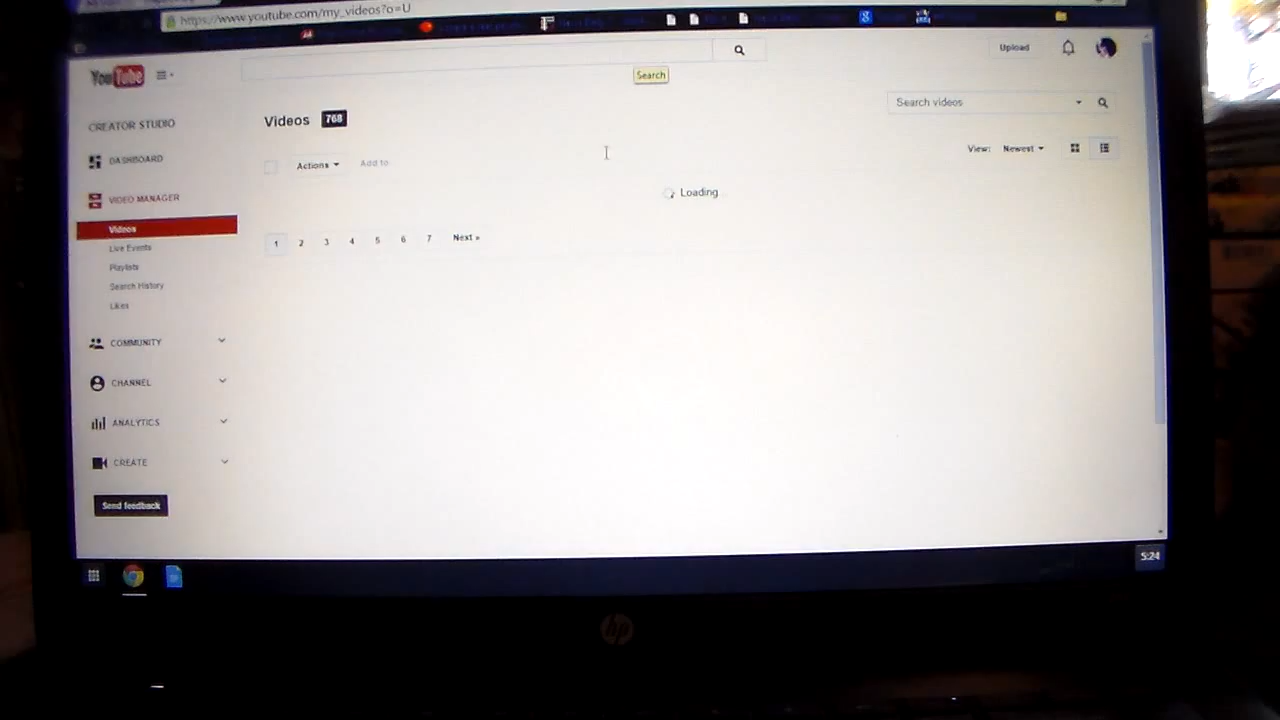 https://www.youtube.com/my_videos?o=U
YouTube
Search
Upload
Search videos
CREATOR STUDIO
Videos 768
View: Newest
DASHBOARD
Actions
Add to
VIDEO MANAGER
Loading
Videos
1 2 3 4 5 6 7 Next »
Live Events
Playlists
Search History
Likes
COMMUNITY
CHANNEL
ANALYTICS
CREATE
Send feedback
5:24
hp